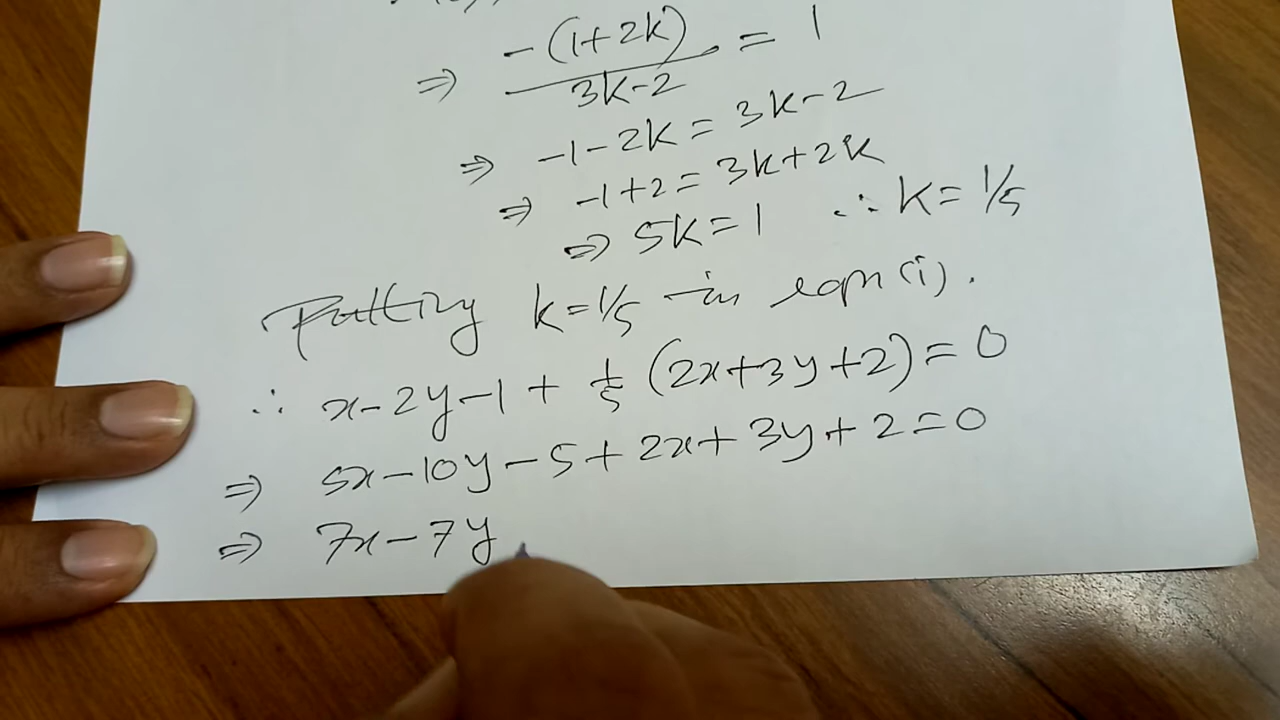 ⇒ -(1+2k) / 3k-2 = 1
⇒ -1-2k = 3k-2
⇒ -1+2 = 3k+2k
⇒ 5k=1 ∴ k= 1/5
Putting k=1/5 in eqn(i).
∴ x-2y-1 + 1/5 (2x+3y+2) = 0
⇒ 5x-10y-5+2x+3y+2=0
⇒ 7x-7y